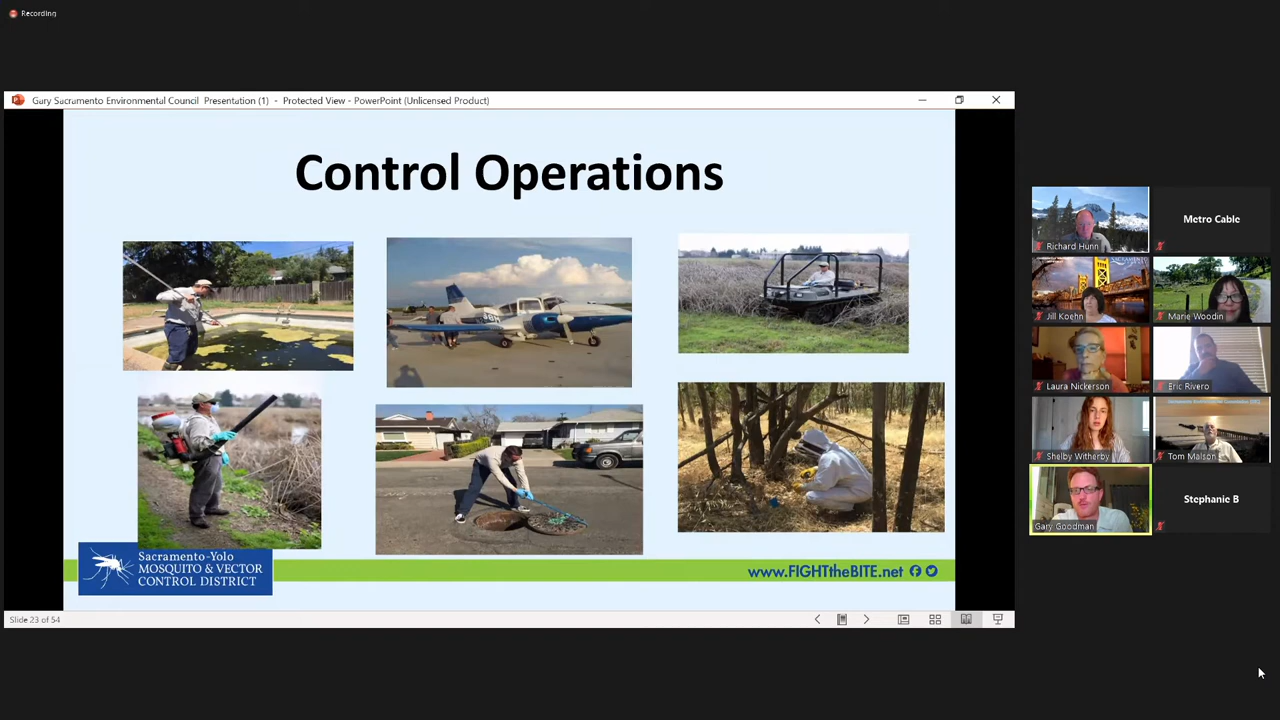 Recording
Gary Sacramento Environmental Council Presentation (1) - Protected View - PowerPoint (Unlicensed Product)
Control Operations
Sacramento-Yolo
MOSQUITO & VECTOR
CONTROL DISTRICT
www.FIGHTtheBITE.net
Slide 23 of 54
Richard Hunn
Metro Cable
Jill Koehn
Marie Woodin
Laura Nickerson
Eric Rivero
Shelby Witherby
Tom Malson
Gary Goodman
Stephanie B